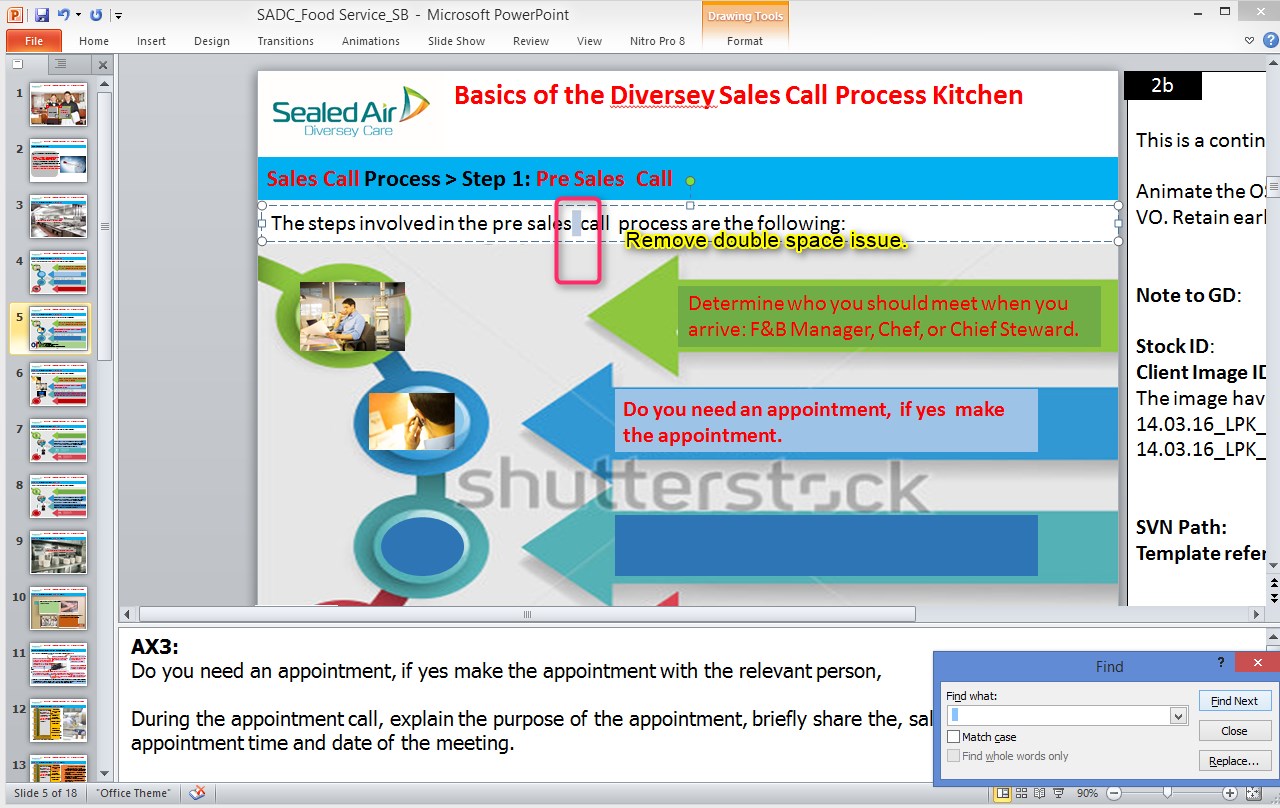 SADC_Food Service_SB - Microsoft PowerPoint
Drawing Tools
File Home Insert Design Transitions Animations Slide Show Review View Nitro Pro 8 Format
1
2
3
4
5
6
7
8
9
10
11
12
13
Sealed Air
Diversey Care
Basics of the Diversey Sales Call Process Kitchen
Sales Call Process > Step 1: Pre Sales  Call
The steps involved in the pre sales  call  process are the following:
Remove double space issue.
Determine who you should meet when you
arrive: F&B Manager, Chef, or Chief Steward.
Do you need an appointment,  if yes  make
the appointment.
shutterstock
2b
This is a contin
Animate the O
VO. Retain earl
Note to GD:
Stock ID:
Client Image ID
The image hav
14.03.16_LPK_
14.03.16_LPK_
SVN Path:
Template refer
AX3:
Do you need an appointment, if yes make the appointment with the relevant person,
During the appointment call, explain the purpose of the appointment, briefly share the, sal
appointment time and date of the meeting.
Find
?
Find what:
Find Next
Match case
Close
Find whole words only
Replace...
Slide 5 of 18 "Office Theme" 90%